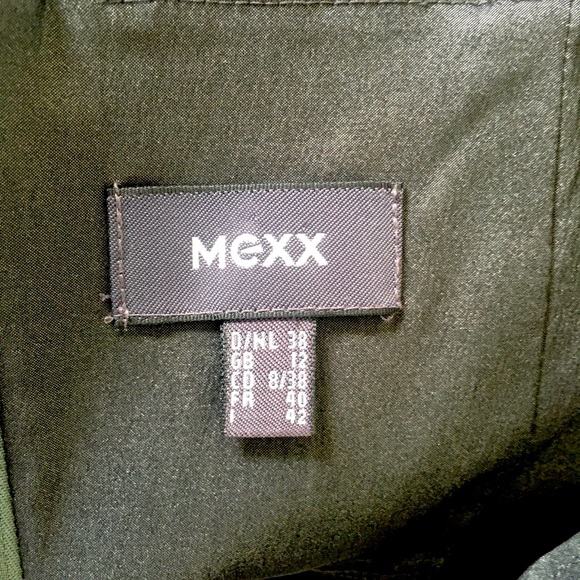 Mexx
D/NL 38
GB 12
CD 8/38
FR 40
I 42